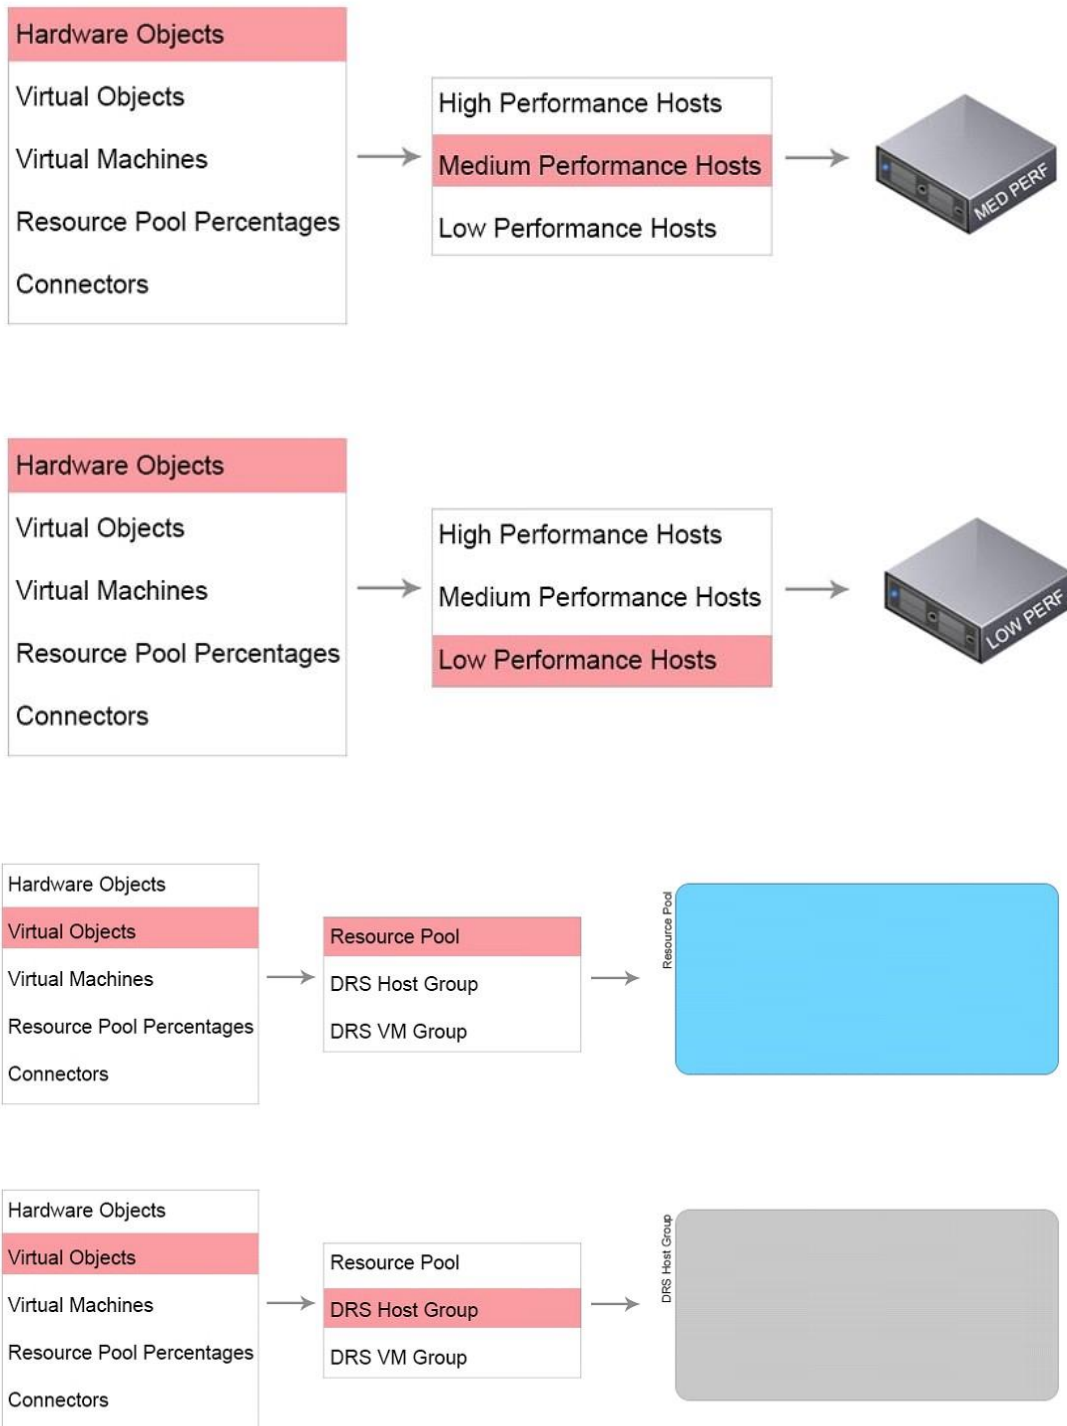 Hardware Objects
Virtual Objects
Virtual Machines
Resource Pool Percentages
Connectors
High Performance Hosts
Medium Performance Hosts
Low Performance Hosts
MED PERF
Hardware Objects
Virtual Objects
Virtual Machines
Resource Pool Percentages
Connectors
High Performance Hosts
Medium Performance Hosts
Low Performance Hosts
LOW PERF
Hardware Objects
Virtual Objects
Virtual Machines
Resource Pool Percentages
Connectors
Resource Pool
DRS Host Group
DRS VM Group
Resource Pool
Hardware Objects
Virtual Objects
Virtual Machines
Resource Pool Percentages
Connectors
Resource Pool
DRS Host Group
DRS VM Group
DRS Host Group